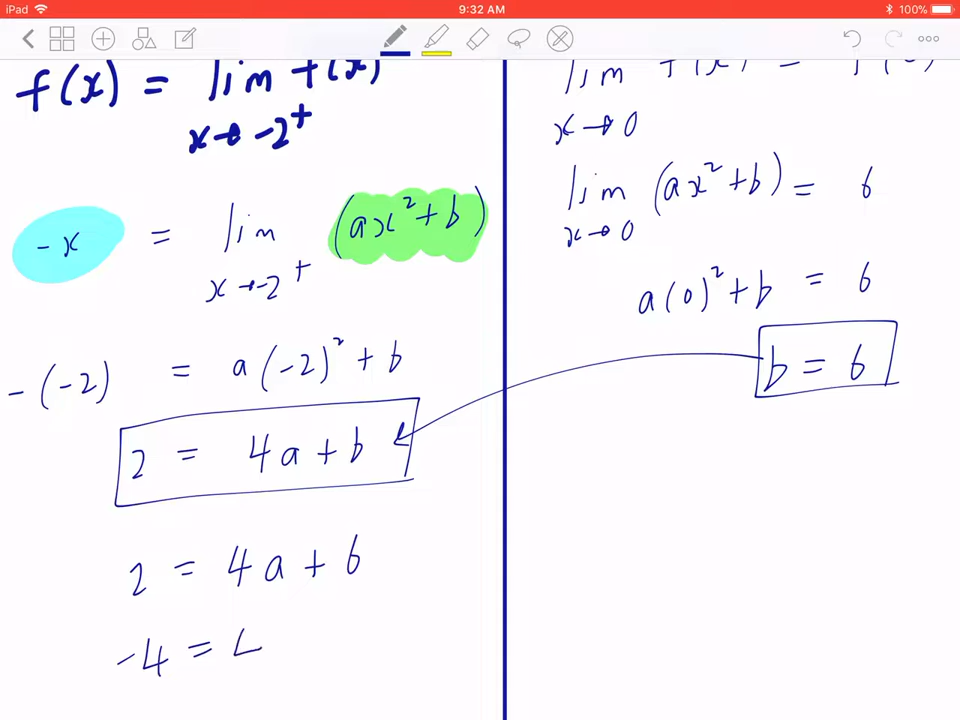 iPad 9:32 AM 100%
f(x) = lim f(x)
x→-2⁺
-x = lim (ax²+b)
x→-2⁺
-(-2) = a(-2)²+b
2 = 4a+b
2 = 4a+6
-4 =
lim f(x) =
x→0
lim (ax²+b) = 6
x→0
a(0)²+b = 6
b = 6